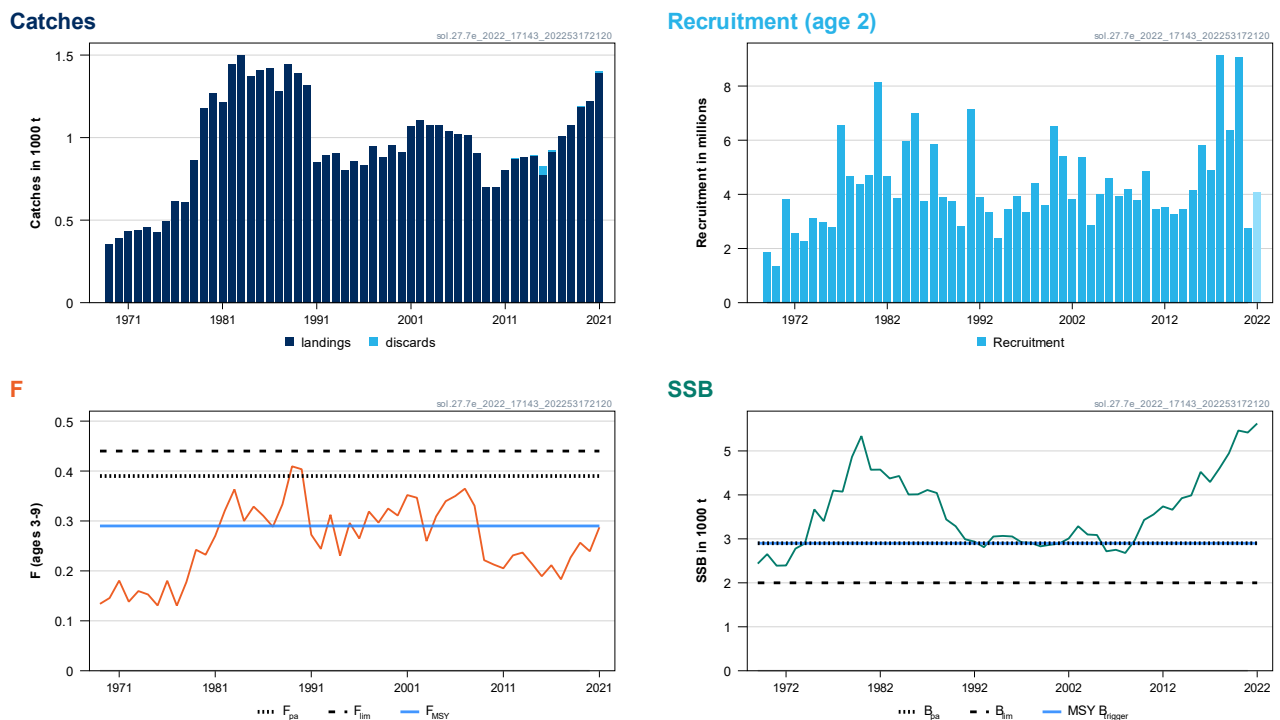 Catches
sol.27.7e_2022_17143_202253172120
Catches in 1000 t
1.5
1
0.5
0
1971 1981 1991 2001 2011 2021
landings discards
Recruitment (age 2)
sol.27.7e_2022_17143_202253172120
Recruitment in millions
8
6
4
2
0
1972 1982 1992 2002 2012 2022
Recruitment
F
sol.27.7e_2022_17143_202253172120
F (ages 3-9)
0.5
0.4
0.3
0.2
0.1
0
1971 1981 1991 2001 2011 2021
Fpa Flim FMSY
SSB
sol.27.7e_2022_17143_202253172120
SSB in 1000 t
5
4
3
2
1
0
1972 1982 1992 2002 2012 2022
Bpa Blim MSY Btrigger